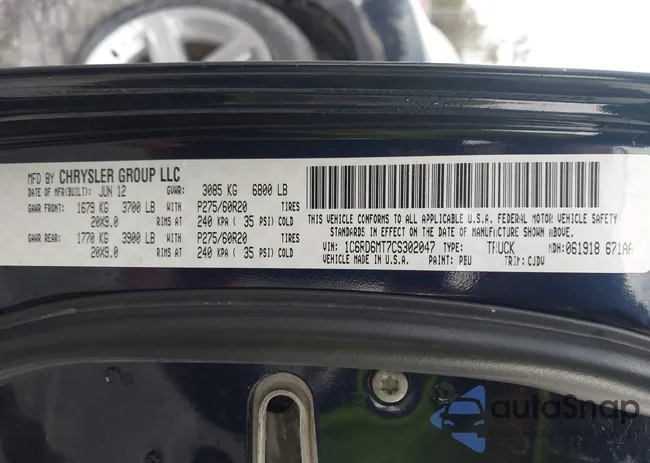 MFD BY CHRYSLER GROUP LLC
DATE OF MFR(BUILT): JUN 12 GVWR: 3085 KG 6800 LB
GAWR FRONT: 1679 KG 3700 LB WITH P275/60R20 TIRES
20X9.0 RIMS AT 240 KPA ( 35 PSI) COLD
GAWR REAR: 1770 KG 3900 LB WITH P275/60R20 TIRES
20X9.0 RIMS AT 240 KPA ( 35 PSI) COLD
THIS VEHICLE CONFORMS TO ALL APPLICABLE U.S.A. FEDERAL MOTOR VEHICLE SAFETY
STANDARDS IN EFFECT ON THE DATE OF MANUFACTURE SHOWN ABOVE.
VIN: 1C6RD6MT7CS302047 TYPE: TRUCK MDH:061918 671AA
VEHICLE MADE IN U.S.A. PAINT: PBU TRIM: CJDV
autoSnap